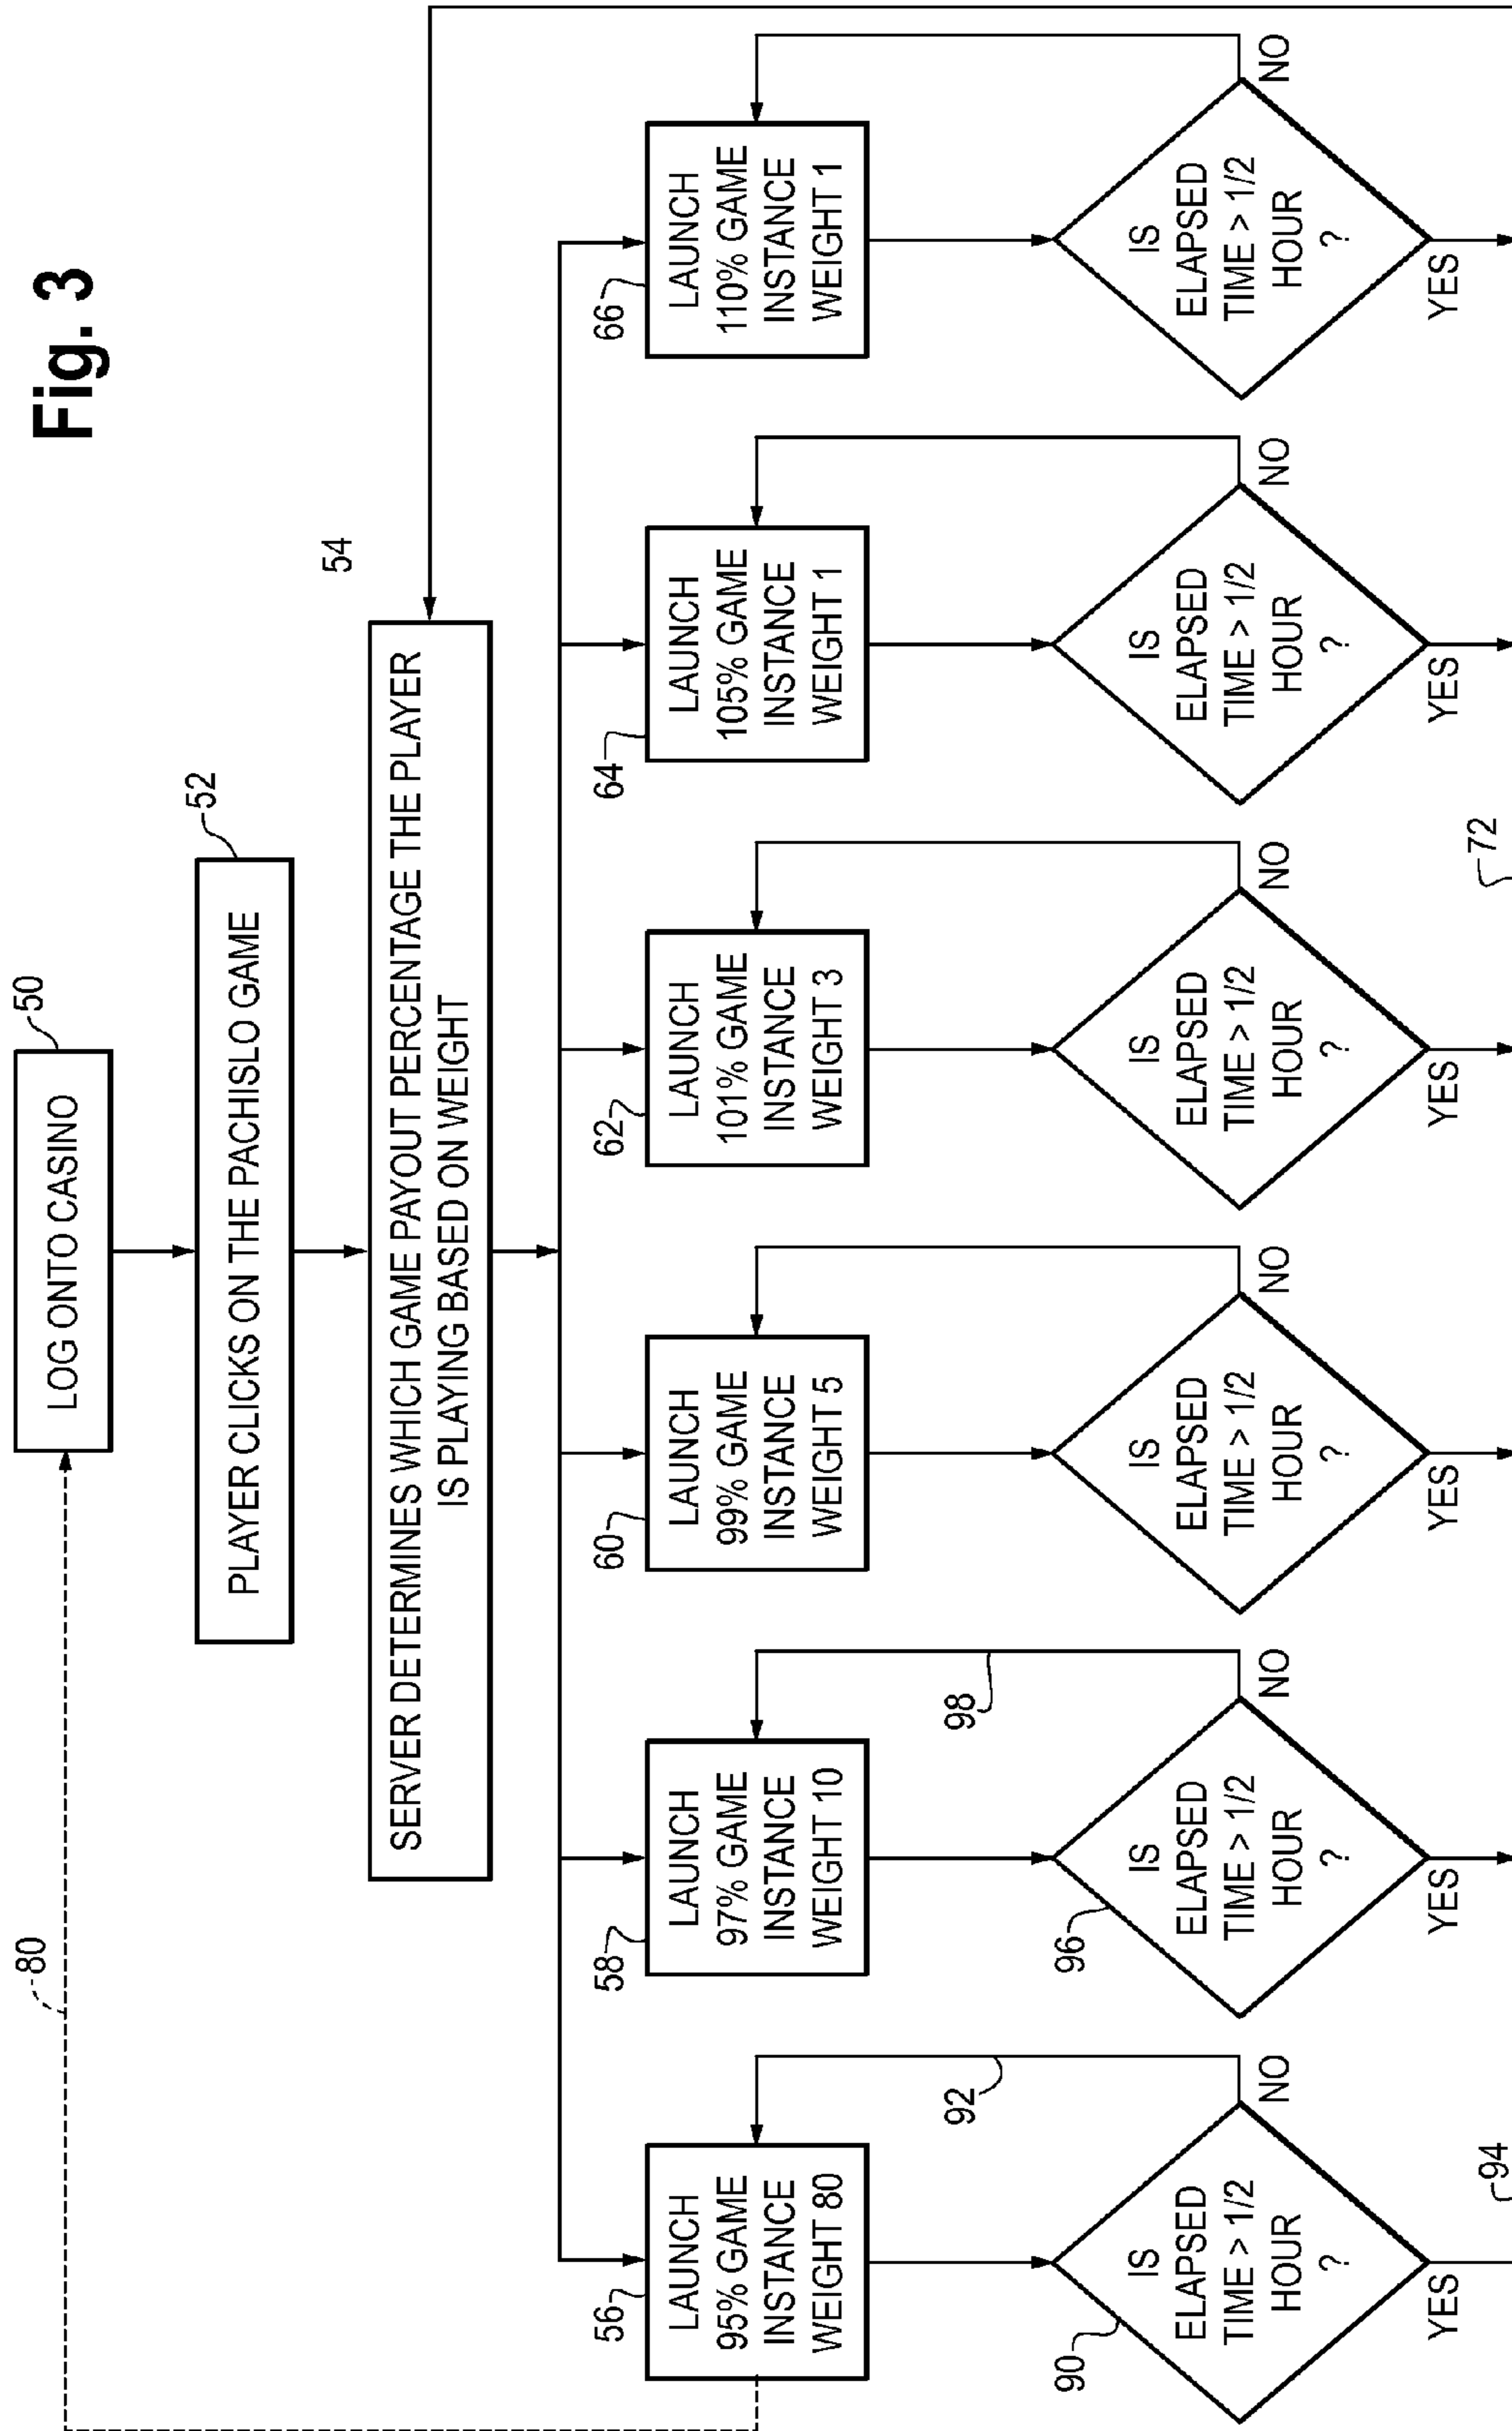 Fig. 3
50
LOG ONTO CASINO
80
52
PLAYER CLICKS ON THE PACHISLO GAME
54
SERVER DETERMINES WHICH GAME PAYOUT PERCENTAGE THE PLAYER
IS PLAYING BASED ON WEIGHT
56
LAUNCH
95% GAME
INSTANCE
WEIGHT 80
58
LAUNCH
97% GAME
INSTANCE
WEIGHT 10
60
LAUNCH
99% GAME
INSTANCE
WEIGHT 5
62
LAUNCH
101% GAME
INSTANCE
WEIGHT 3
64
LAUNCH
105% GAME
INSTANCE
WEIGHT 1
66
LAUNCH
110% GAME
INSTANCE
WEIGHT 1
92
98
90
IS
ELAPSED
TIME > 1/2
HOUR
?
NO
YES
96
IS
ELAPSED
TIME > 1/2
HOUR
?
NO
YES
IS
ELAPSED
TIME > 1/2
HOUR
?
NO
YES
IS
ELAPSED
TIME > 1/2
HOUR
?
NO
YES
IS
ELAPSED
TIME > 1/2
HOUR
?
NO
YES
IS
ELAPSED
TIME > 1/2
HOUR
?
NO
YES
94
72